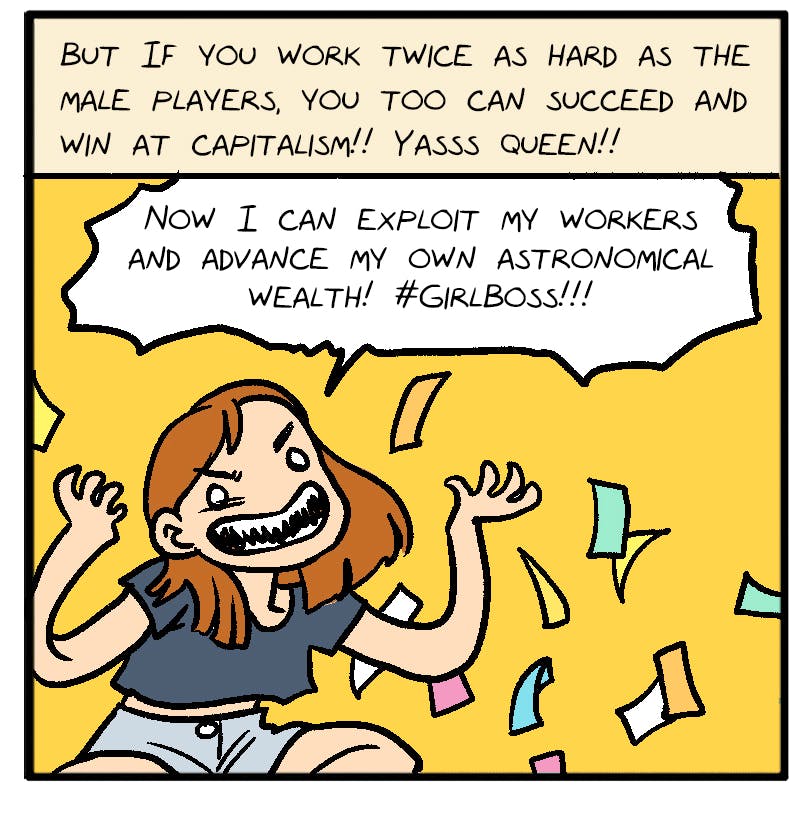 BUT IF YOU WORK TWICE AS HARD AS THE
MALE PLAYERS, YOU TOO CAN SUCCEED AND
WIN AT CAPITALISM!! YASSS QUEEN!!
NOW I CAN EXPLOIT MY WORKERS
AND ADVANCE MY OWN ASTRONOMICAL
WEALTH! #GIRLBOSS!!!